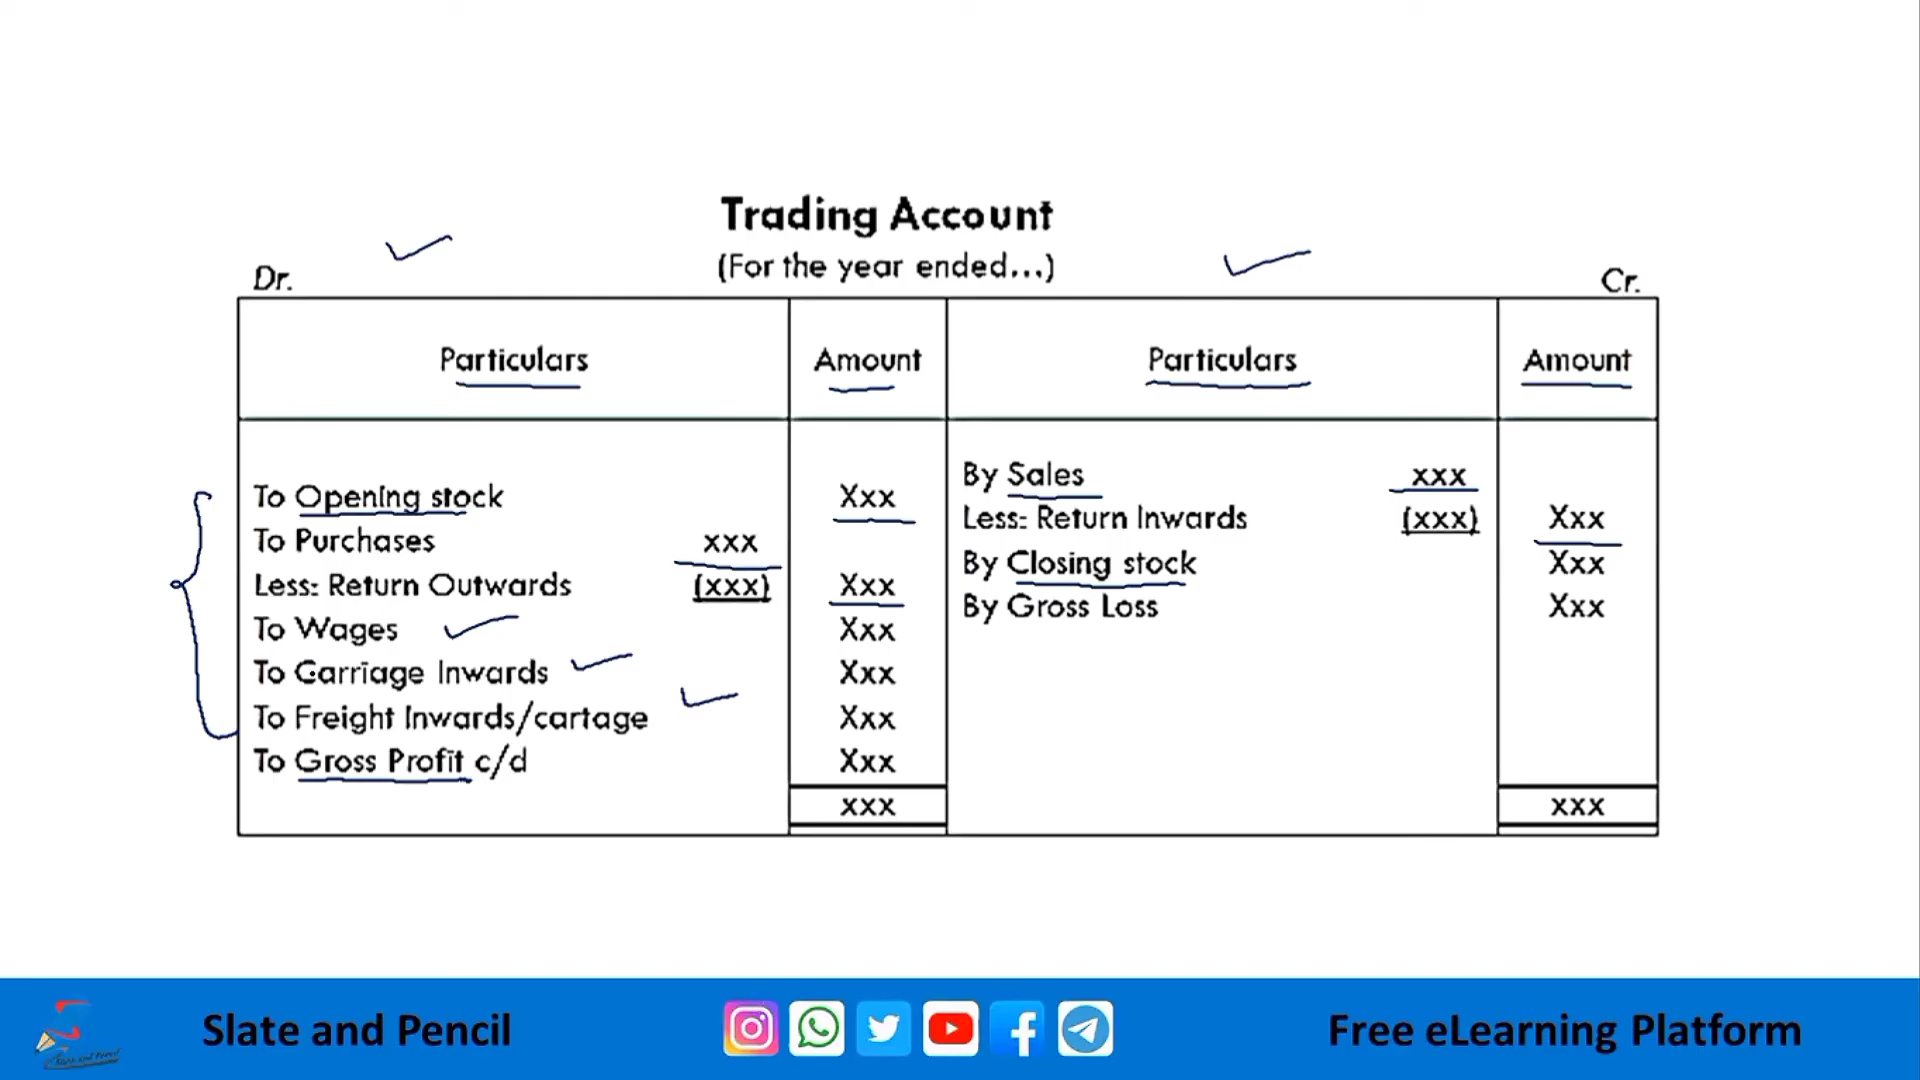 Trading Account
(For the year ended...)
Dr.
Cr.
Particulars Amount Particulars Amount
To Opening stock Xxx
To Purchases xxx
Less: Return Outwards (xxx) Xxx
To Wages Xxx
To Carriage Inwards Xxx
To Freight Inwards/cartage Xxx
To Gross Profit c/d Xxx
xxx
By Sales xxx
Less: Return Inwards (xxx) Xxx
By Closing stock Xxx
By Gross Loss Xxx
xxx
Slate and Pencil
Slate and Pencil
Free eLearning Platform